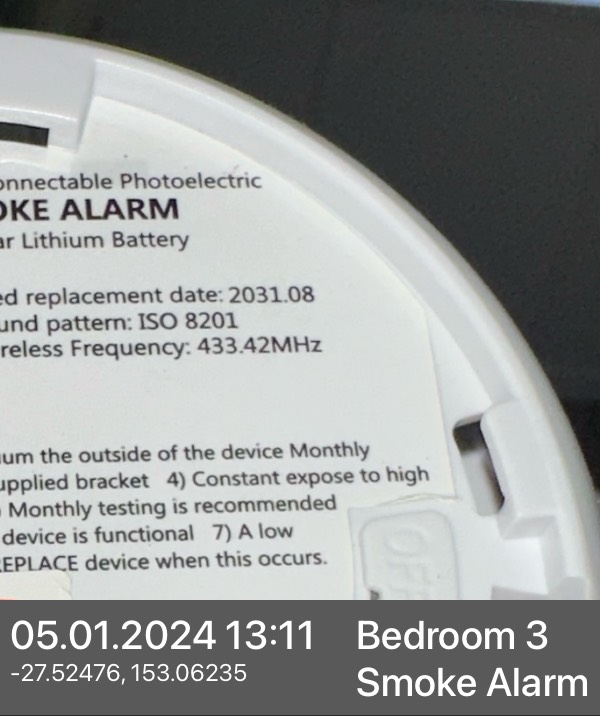 onnectable Photoelectric
OKE ALARM
ar Lithium Battery
ed replacement date: 2031.08
und pattern: ISO 8201
reless Frequency: 433.42MHz
um the outside of the device Monthly
upplied bracket 4) Constant expose to high
) Monthly testing is recommended
device is functional 7) A low
REPLACE device when this occurs.
OFF
05.01.2024 13:11
-27.52476, 153.06235
Bedroom 3
Smoke Alarm